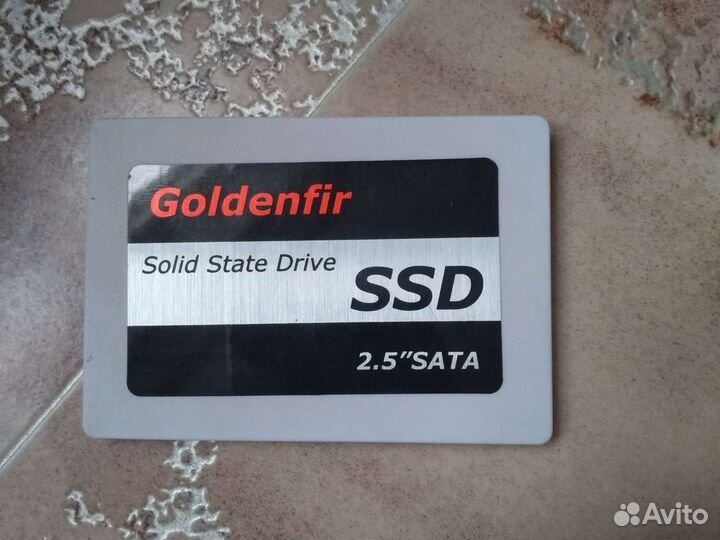 Goldenfir
Solid State Drive
SSD
2.5"SATA
Avito